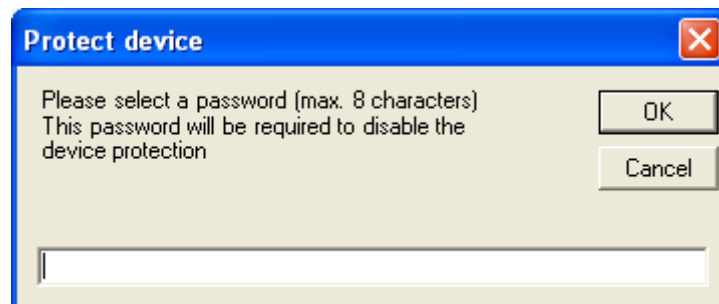 Protect device
Please select a password (max. 8 characters)
This password will be required to disable the
device protection
OK
Cancel